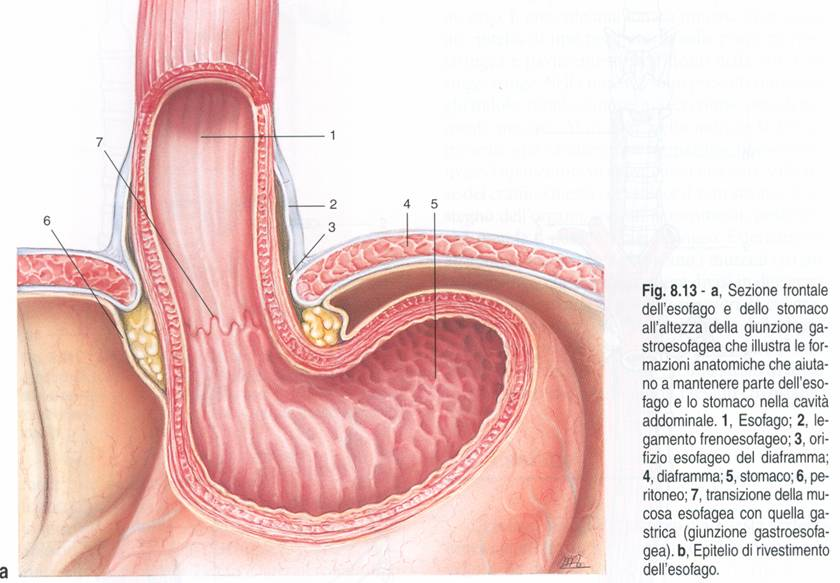 1
7
2
3
4
5
6
Fig. 8.13 - a, Sezione frontale
dell'esofago e dello stomaco
all'altezza della giunzione ga-
stroesofagea che illustra le for-
mazioni anatomiche che aiuta-
no a mantenere parte dell'eso-
fago e lo stomaco nella cavità
addominale. 1, Esofago; 2, le-
gamento frenoesofageo; 3, ori-
fizio esofageo del diaframma;
4, diaframma; 5, stomaco; 6, pe-
ritoneo; 7, transizione della mu-
cosa esofagea con quella ga-
strica (giunzione gastroesofa-
gea). b, Epitelio di rivestimento
dell'esofago.
a